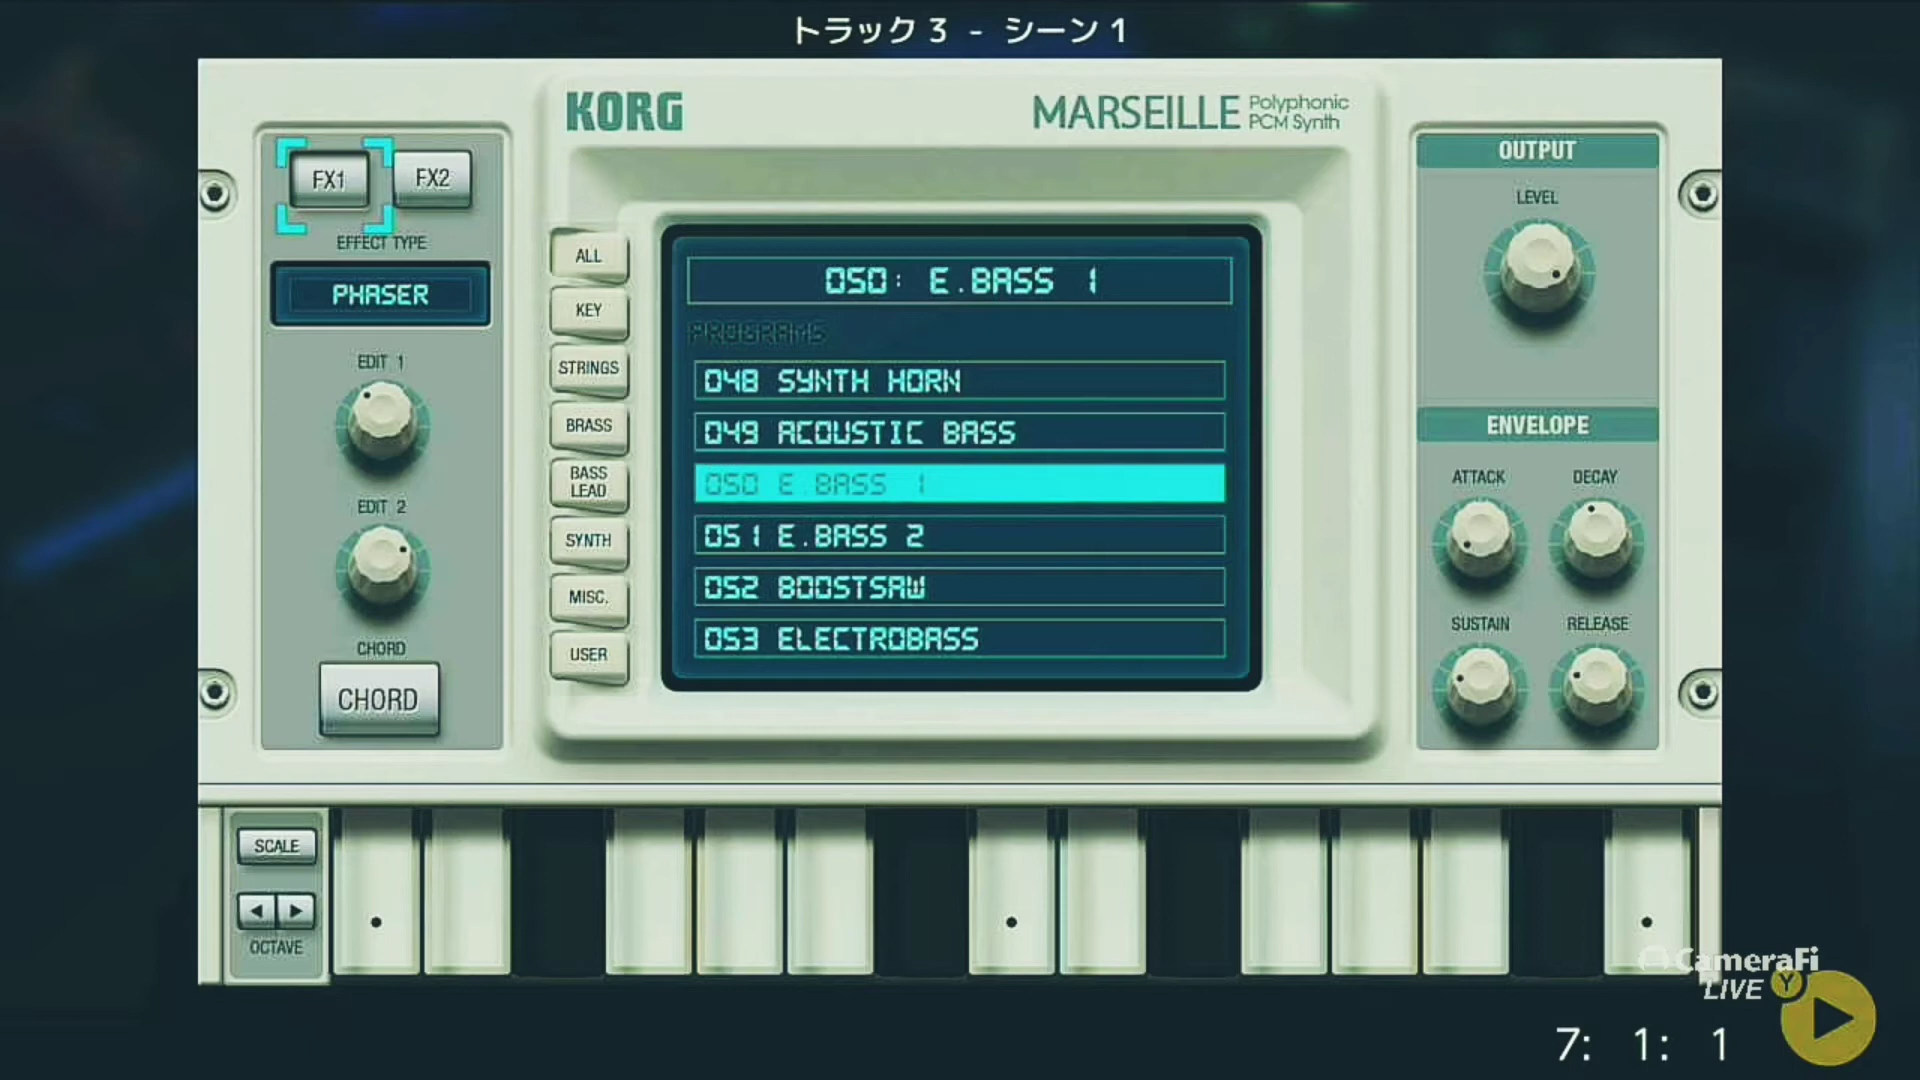 トラック 3 - シーン 1
KORG
MARSEILLE Polyphonic PCM Synth
FX1 FX2
EFFECT TYPE
PHASER
EDIT 1
EDIT 2
CHORD
CHORD
ALL
KEY
STRINGS
BRASS
BASS
LEAD
SYNTH
MISC.
USER
050: E.BASS 1
PROGRAMS
048 SYNTH HORN
049 ACOUSTIC BASS
050 E.BASS 1
051 E.BASS 2
052 BOOSTSAW
053 ELECTROBASS
OUTPUT
LEVEL
ENVELOPE
ATTACK DECAY
SUSTAIN RELEASE
SCALE
OCTAVE
CameraFi
LIVE
Y
7: 1: 1